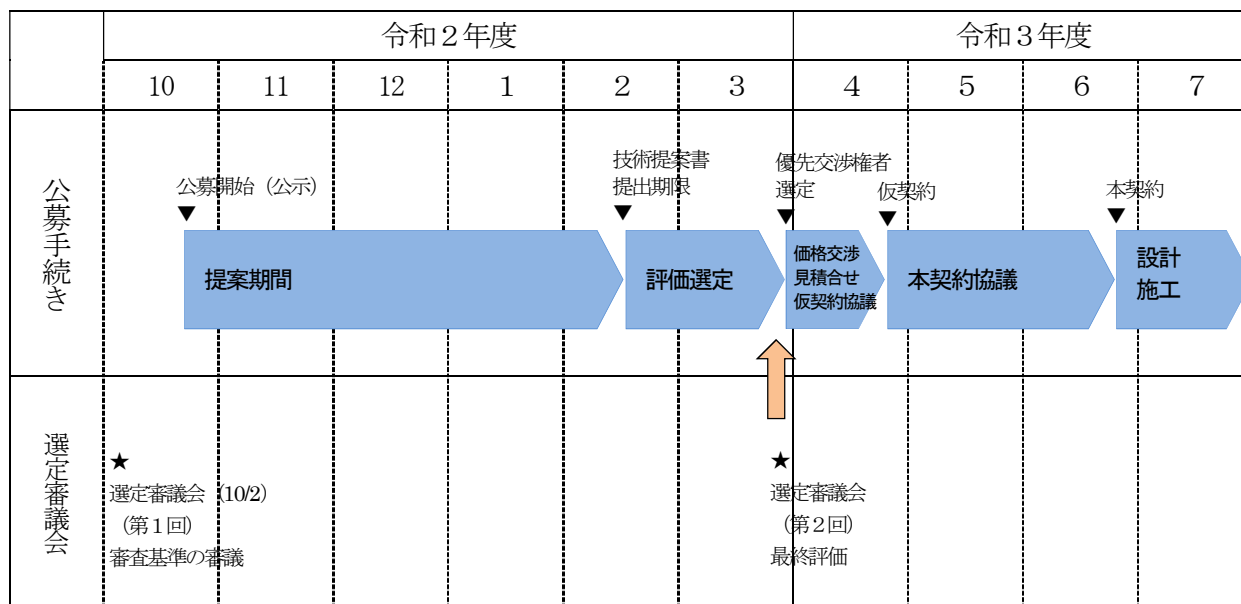 令和２年度
令和３年度
10
11
12
1
2
3
4
5
6
7
公募手続き
公募開始（公示）
技術提案書
提出期限
優先交渉権者
選定
仮契約
本契約
提案期間
評価選定
価格交渉
見積合せ
仮契約協議
本契約協議
設計
施工
選定審議会
★
選定審議会（10/2）
（第１回）
審査基準の審議
★
選定審議会
（第２回）
最終評価